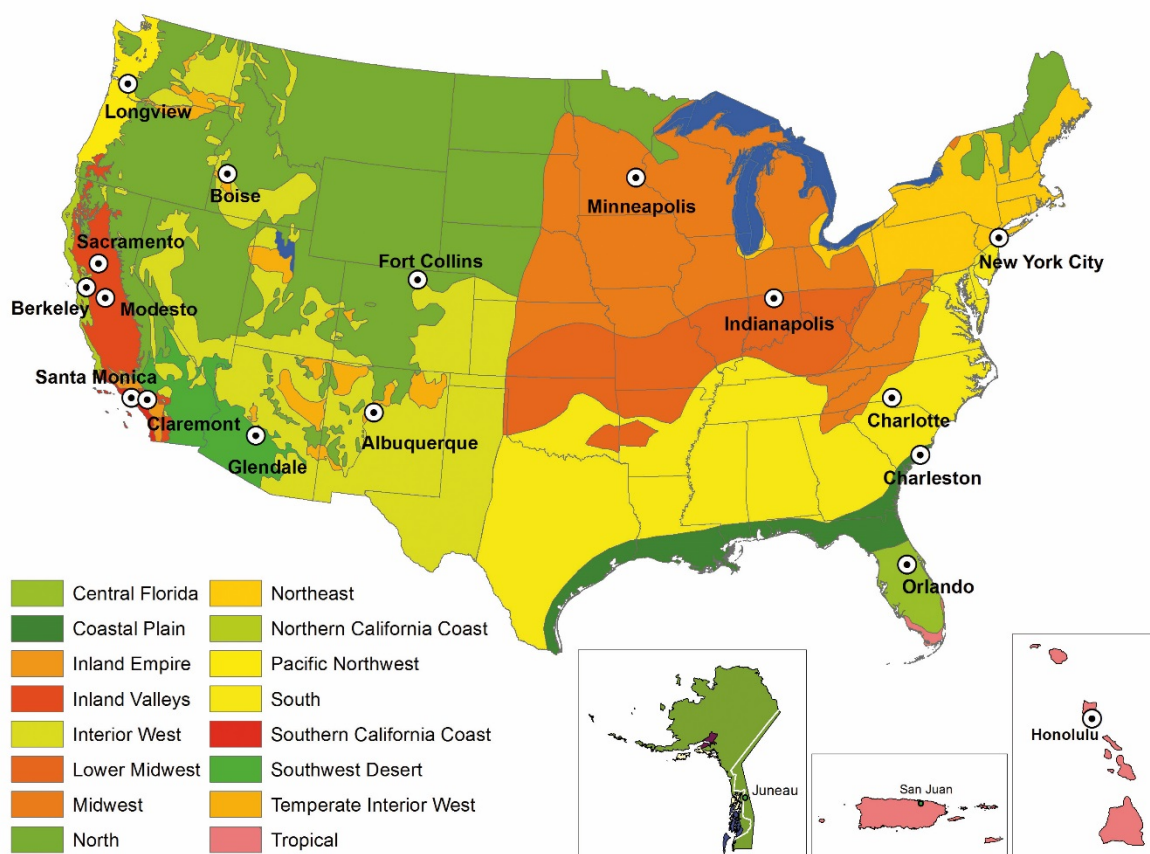 Longview
Boise
Minneapolis
Sacramento
Fort Collins
New York City
Berkeley
Modesto
Indianapolis
Santa Monica
Claremont
Charlotte
Albuquerque
Glendale
Charleston
Orlando
Central Florida
Coastal Plain
Inland Empire
Inland Valleys
Interior West
Lower Midwest
Midwest
North
Northeast
Northern California Coast
Pacific Northwest
South
Southern California Coast
Southwest Desert
Temperate Interior West
Tropical
Juneau
San Juan
Honolulu